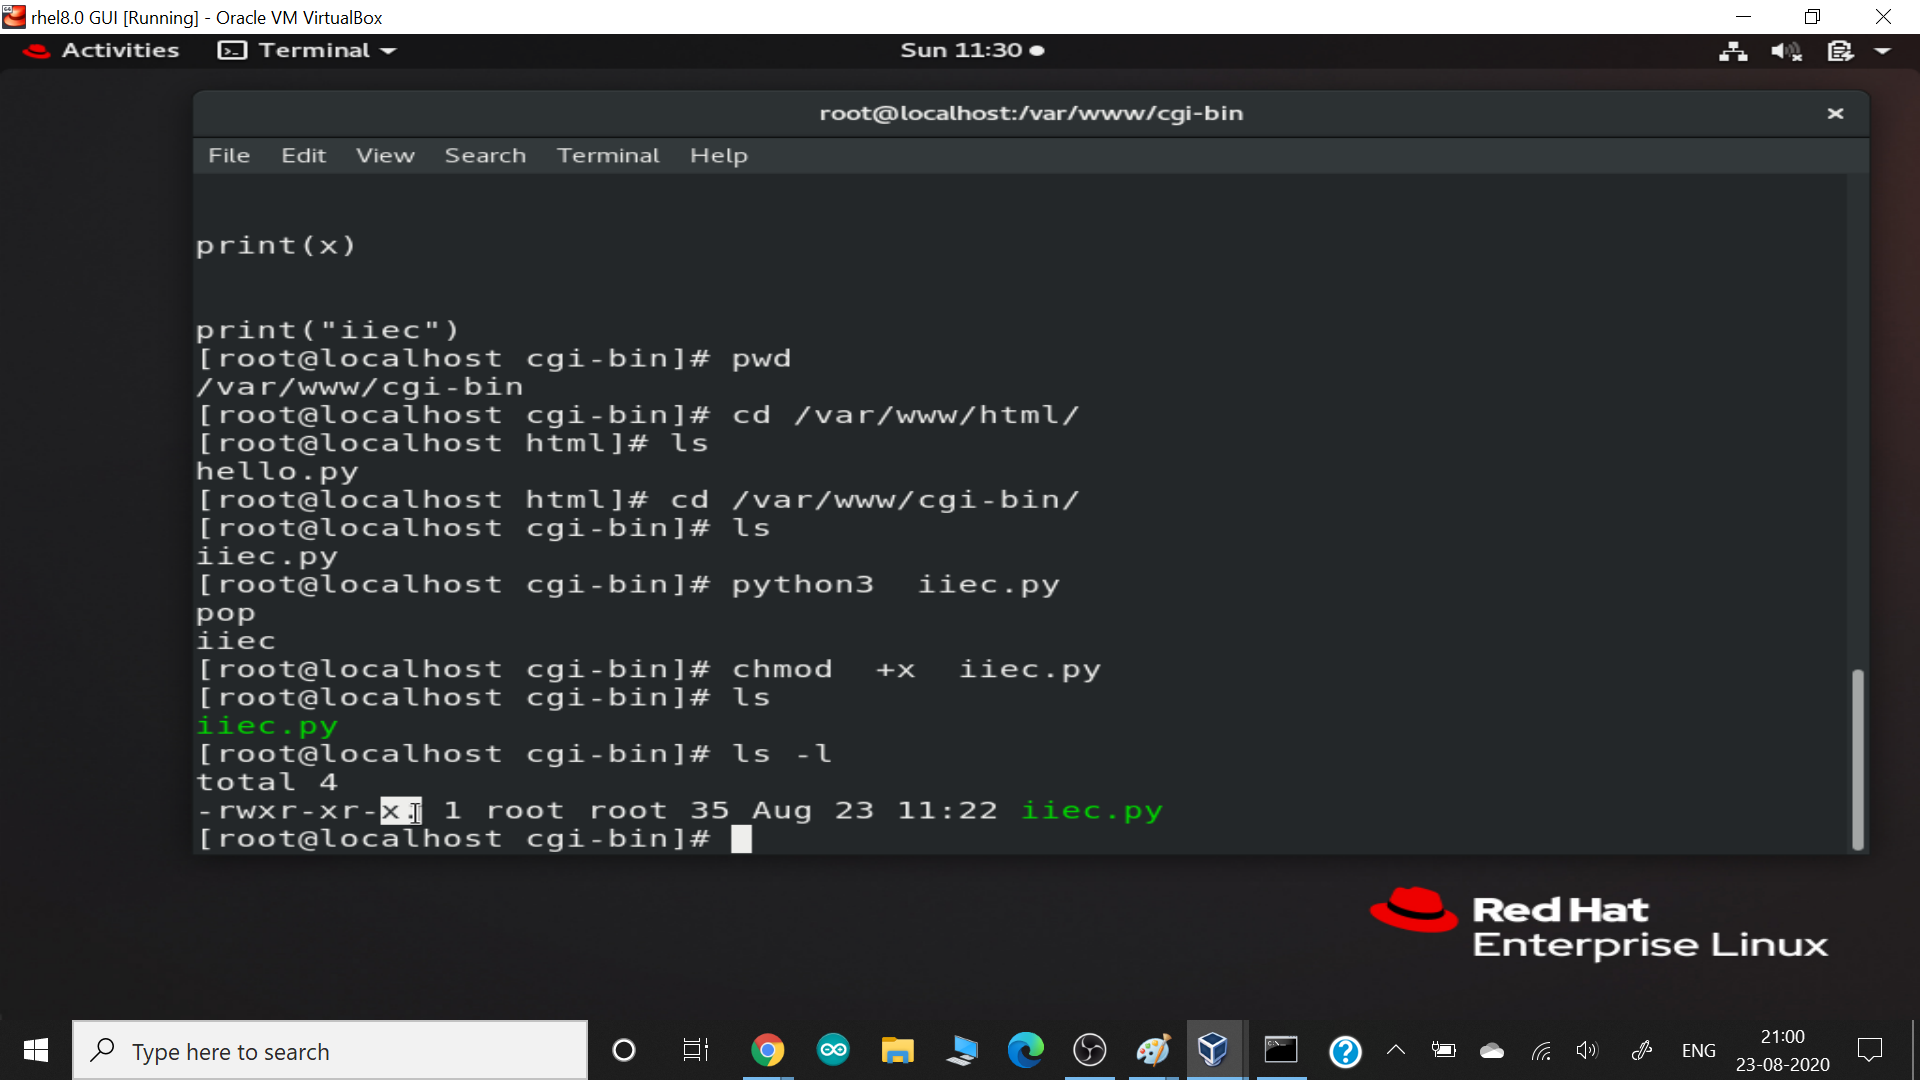 rhel8.0 GUI [Running] - Oracle VM VirtualBox
Activities Terminal Sun 11:30
root@localhost:/var/www/cgi-bin
File Edit View Search Terminal Help
print(x)
print("iiec")
[root@localhost cgi-bin]# pwd
/var/www/cgi-bin
[root@localhost cgi-bin]# cd /var/www/html/
[root@localhost html]# ls
hello.py
[root@localhost html]# cd /var/www/cgi-bin/
[root@localhost cgi-bin]# ls
iiec.py
[root@localhost cgi-bin]# python3  iiec.py
pop
iiec
[root@localhost cgi-bin]# chmod  +x  iiec.py
[root@localhost cgi-bin]# ls
iiec.py
[root@localhost cgi-bin]# ls -l
total 4
-rwxr-xr-x. 1 root root 35 Aug 23 11:22 iiec.py
[root@localhost cgi-bin]#
Red Hat
Enterprise Linux
Type here to search
ENG
21:00
23-08-2020